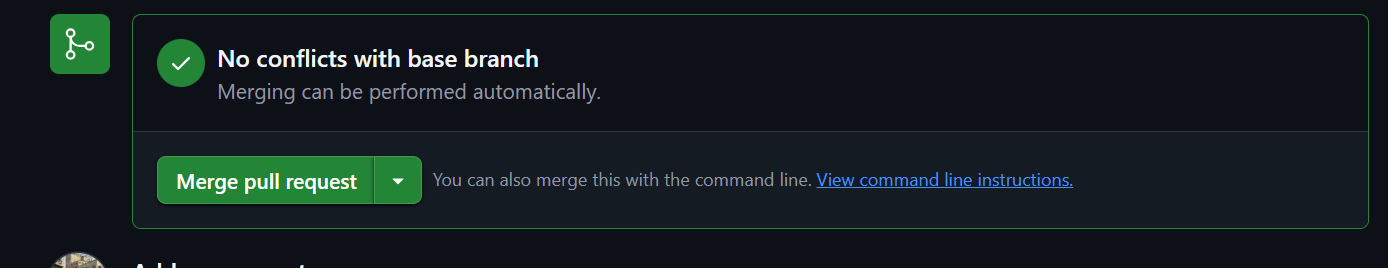 No conflicts with base branch
Merging can be performed automatically.
Merge pull request
You can also merge this with the command line. View command line instructions.